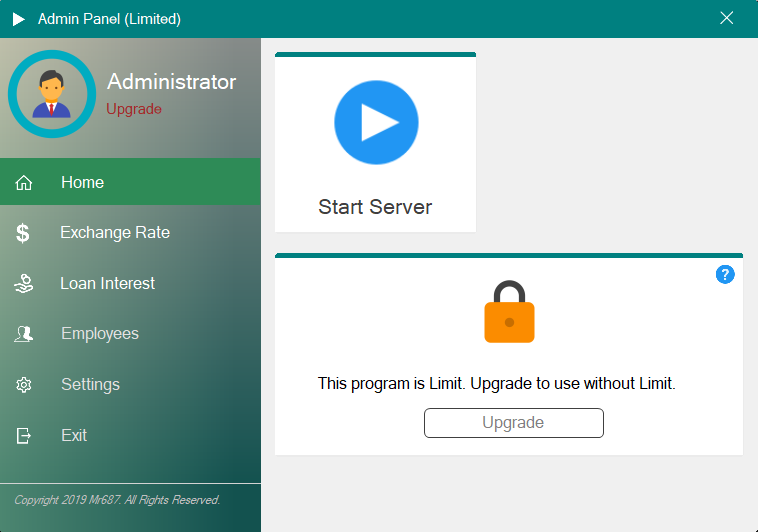 Admin Panel (Limited)
Administrator
Upgrade
Home
$ Exchange Rate
Loan Interest
Employees
Settings
Exit
Copyright 2019 Mr687. All Rights Reserved.
Start Server
?
This program is Limit. Upgrade to use without Limit.
Upgrade